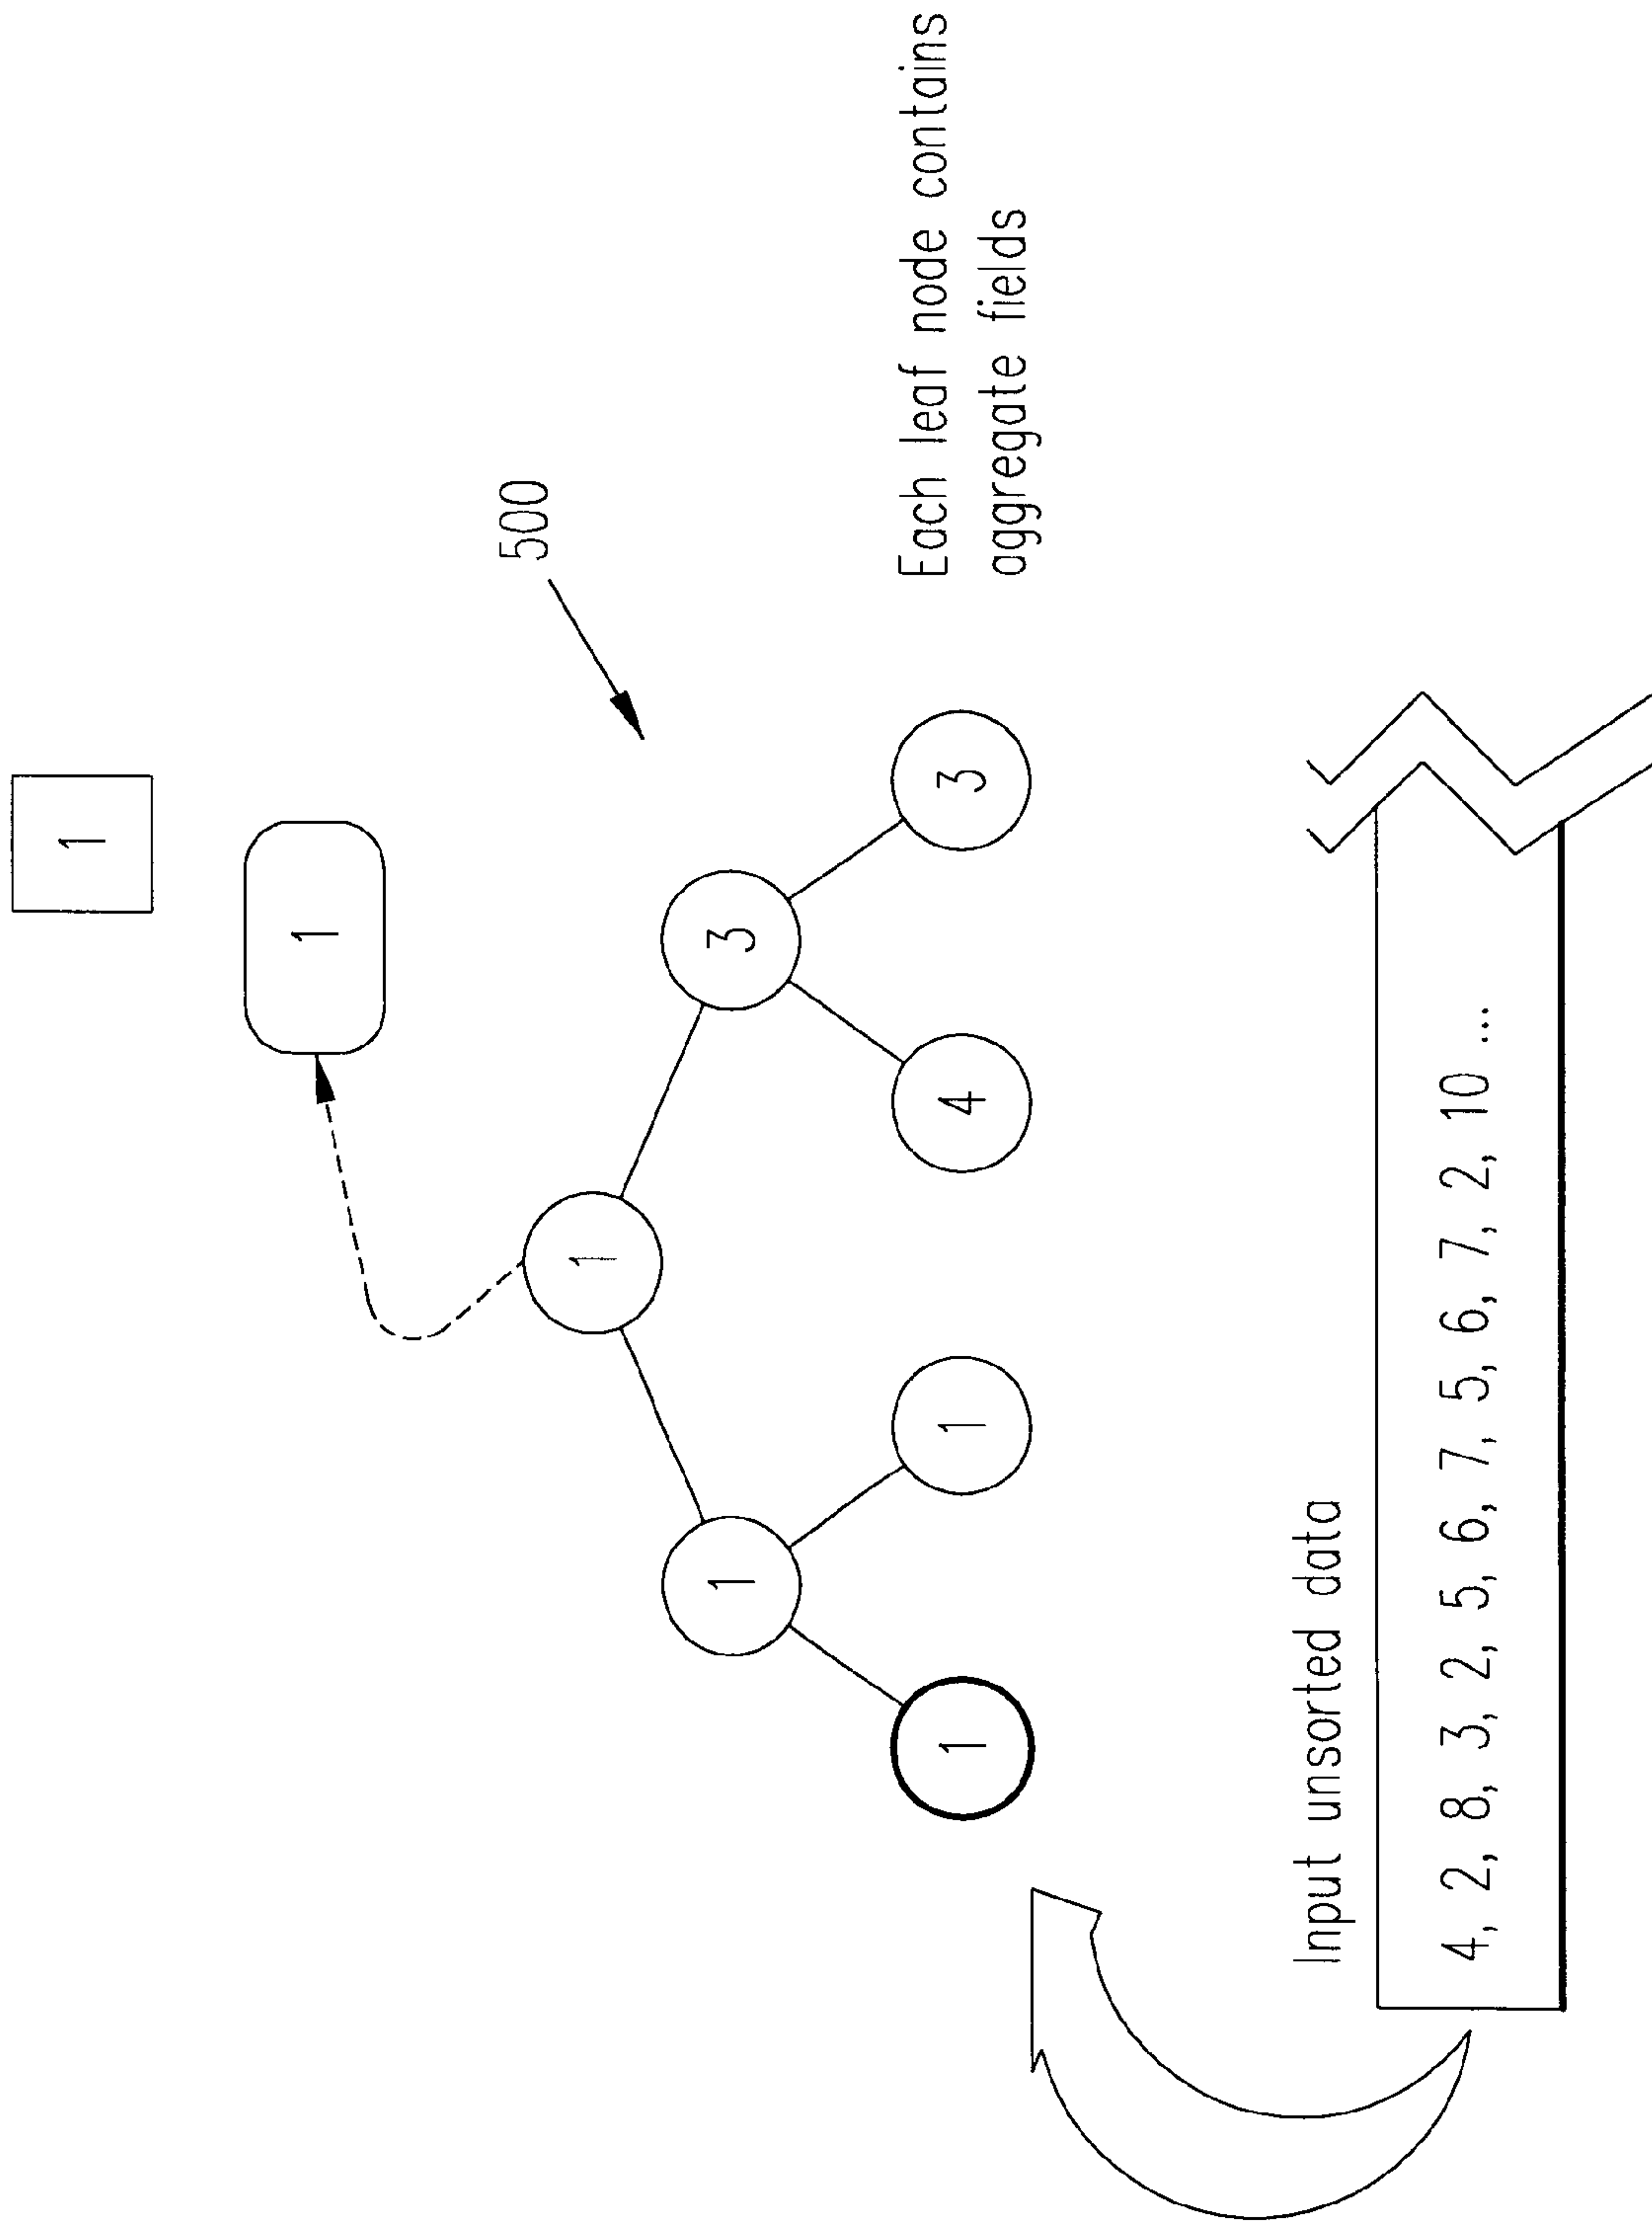 1
1
500
1
1
3
1
1
4
3
Each leaf node contains
aggregate fields
Input unsorted data
4, 2, 8, 3, 2, 5, 6, 7, 5, 6, 7, 2, 10 ...